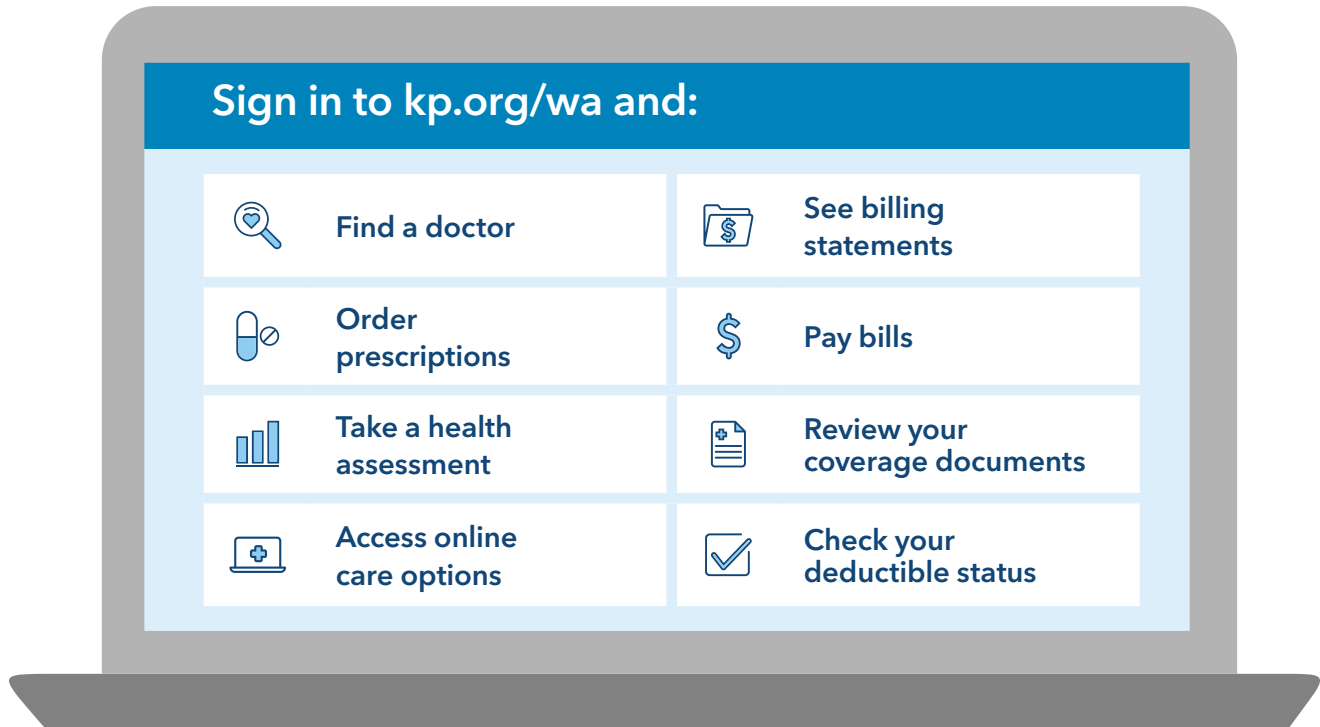 Sign in to kp.org/wa and:
Find a doctor
See billing
statements
Order
prescriptions
Pay bills
Take a health
assessment
Review your
coverage documents
Access online
care options
Check your
deductible status